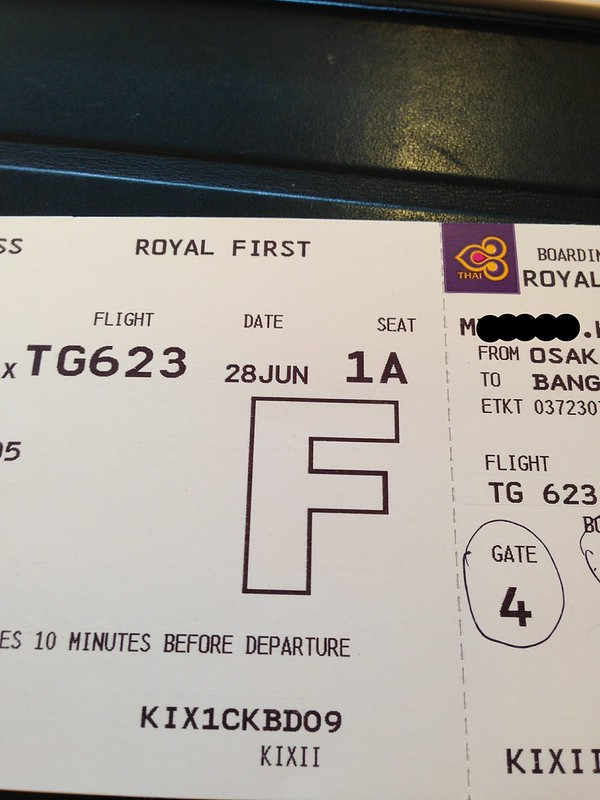 SS ROYAL FIRST
FLIGHT DATE SEAT
X TG623 28JUN 1A
F
ES 10 MINUTES BEFORE DEPARTURE
KIX1CKBD09
KIXII
THAI
BOARDIN
ROYAL
FROM OSAK
TO BANG
ETKT 0372307
FLIGHT
TG 623
GATE
4
KIXII